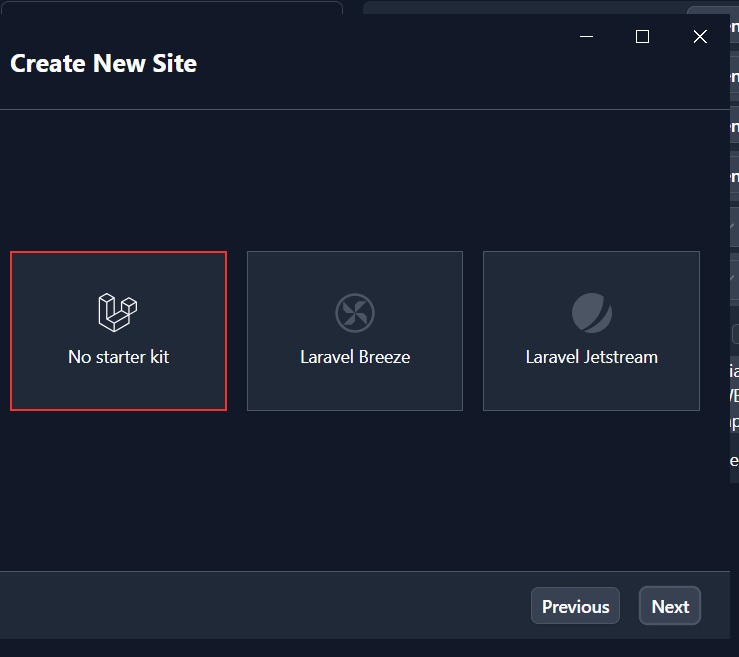 Create New Site
No starter kit
Laravel Breeze
Laravel Jetstream
Previous
Next